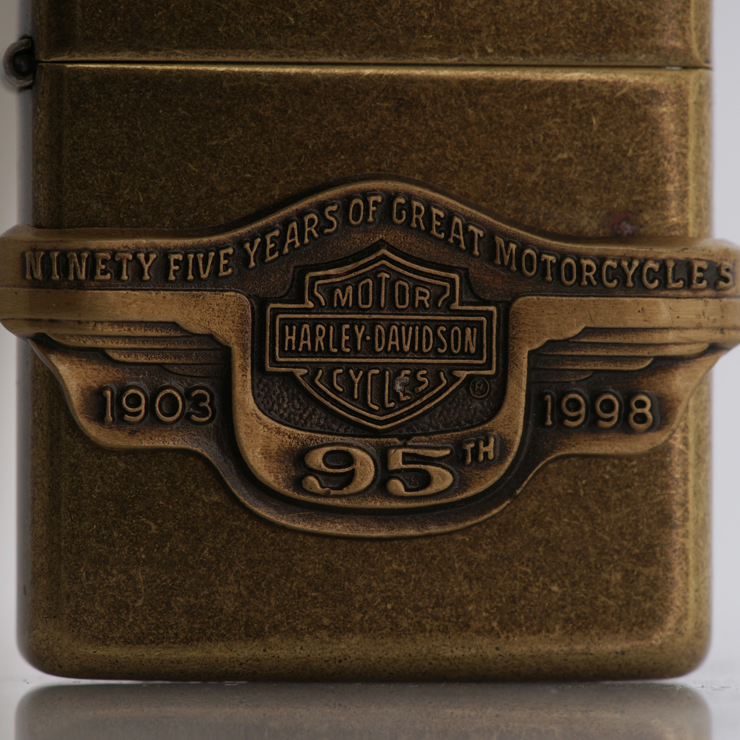 NINETY FIVE YEARS OF GREAT MOTORCYCLES
MOTOR
HARLEY-DAVIDSON
CYCLES ®
1903
1998
95TH